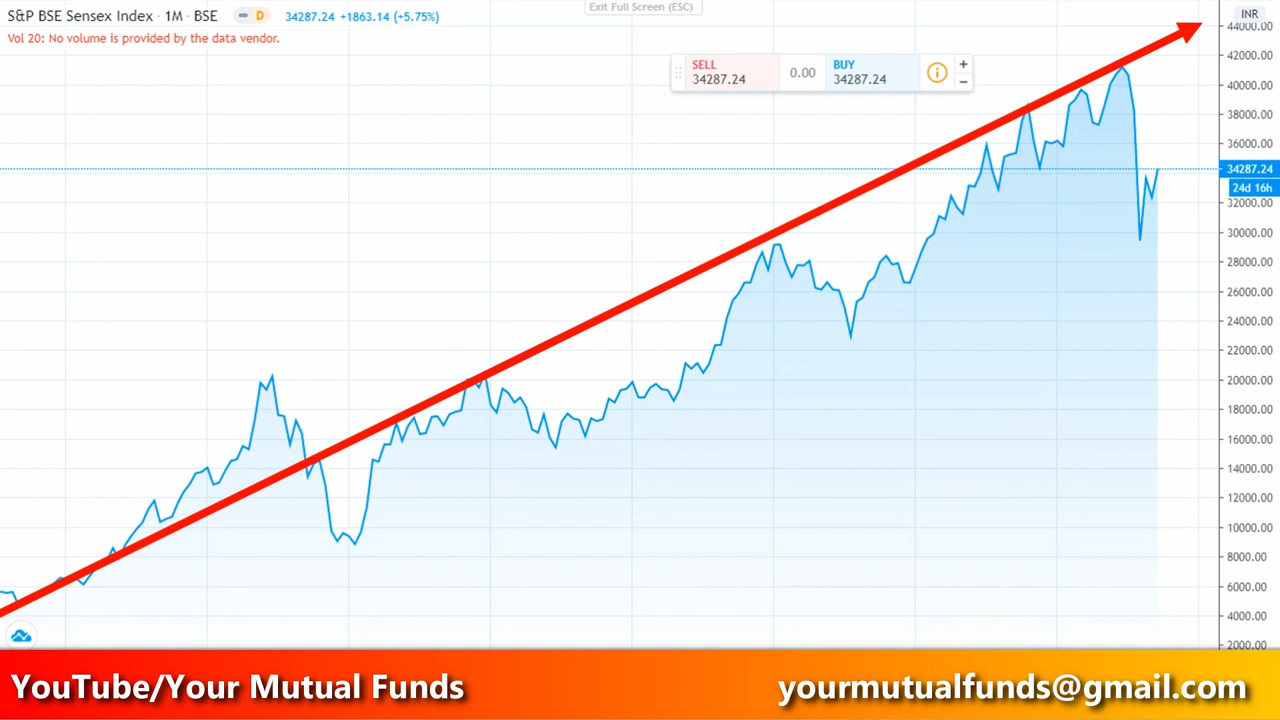 Exit Full Screen (ESC)
S&P BSE Sensex Index · 1M · BSE D 34287.24 +1863.14 (+5.75%)
Vol 20: No volume is provided by the data vendor.
SELL
34287.24
0.00
BUY
34287.24
INR
44000.00
42000.00
40000.00
38000.00
36000.00
34287.24
24d 16h
32000.00
30000.00
28000.00
26000.00
24000.00
22000.00
20000.00
18000.00
16000.00
14000.00
12000.00
10000.00
8000.00
6000.00
4000.00
2000.00
YouTube/Your Mutual Funds
yourmutualfunds@gmail.com